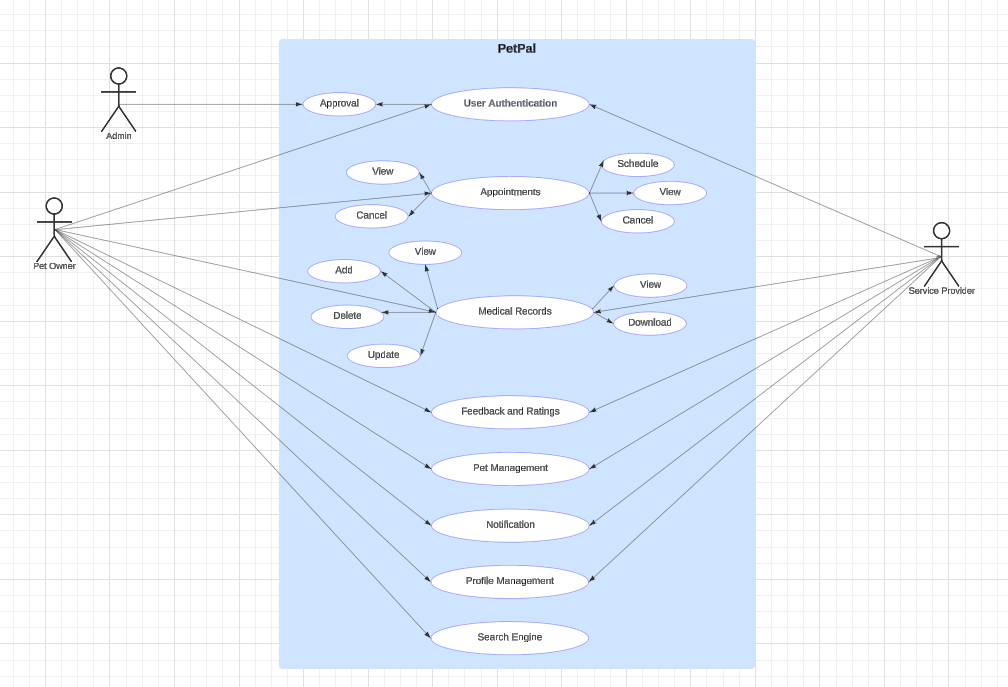 PetPal
Approval
User Authentication
Admin
View
Schedule
Appointments
View
Cancel
Cancel
Pet Owner
View
Add
View
Service Provider
Medical Records
Delete
Download
Update
Feedback and Ratings
Pet Management
Notification
Profile Management
Search Engine